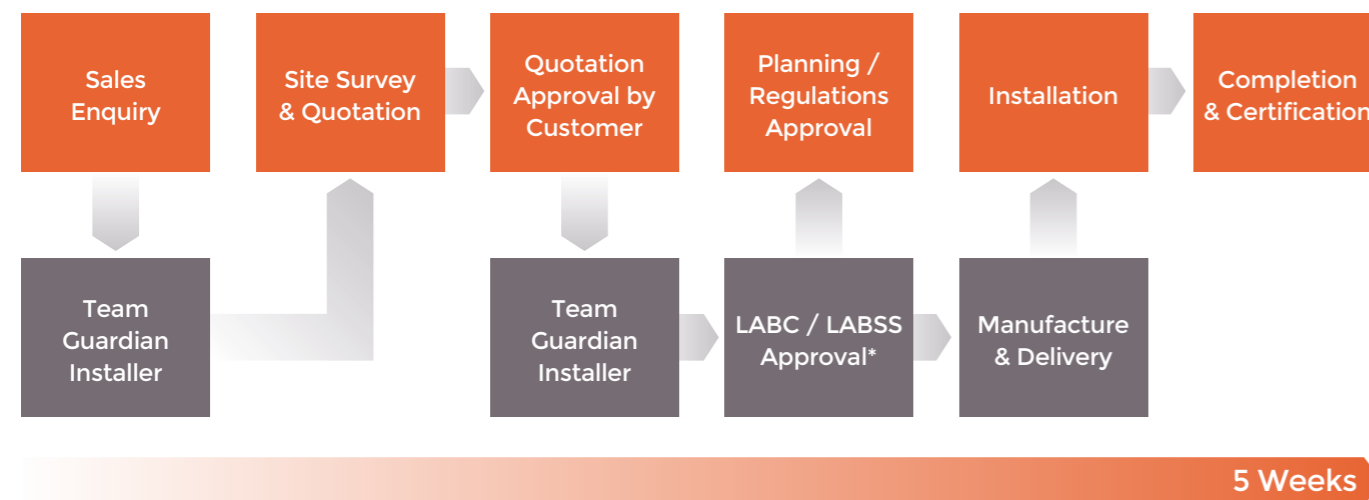 Sales
Enquiry
Site Survey
& Quotation
Quotation
Approval by
Customer
Planning /
Regulations
Approval
Installation
Completion
& Certification
Team
Guardian
Installer
Team
Guardian
Installer
LABC / LABSS
Approval*
Manufacture
& Delivery
5 Weeks